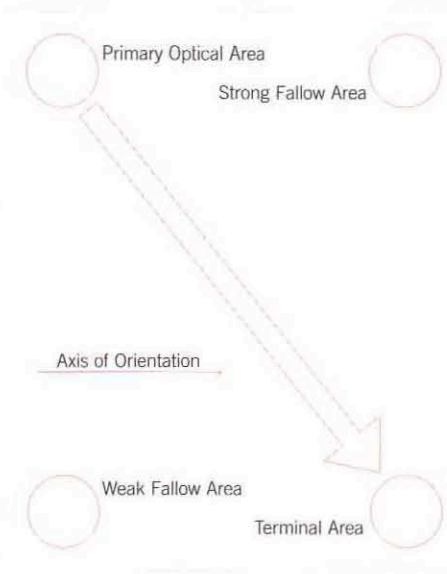 Primary Optical Area
Strong Fallow Area
Axis of Orientation
Weak Fallow Area
Terminal Area